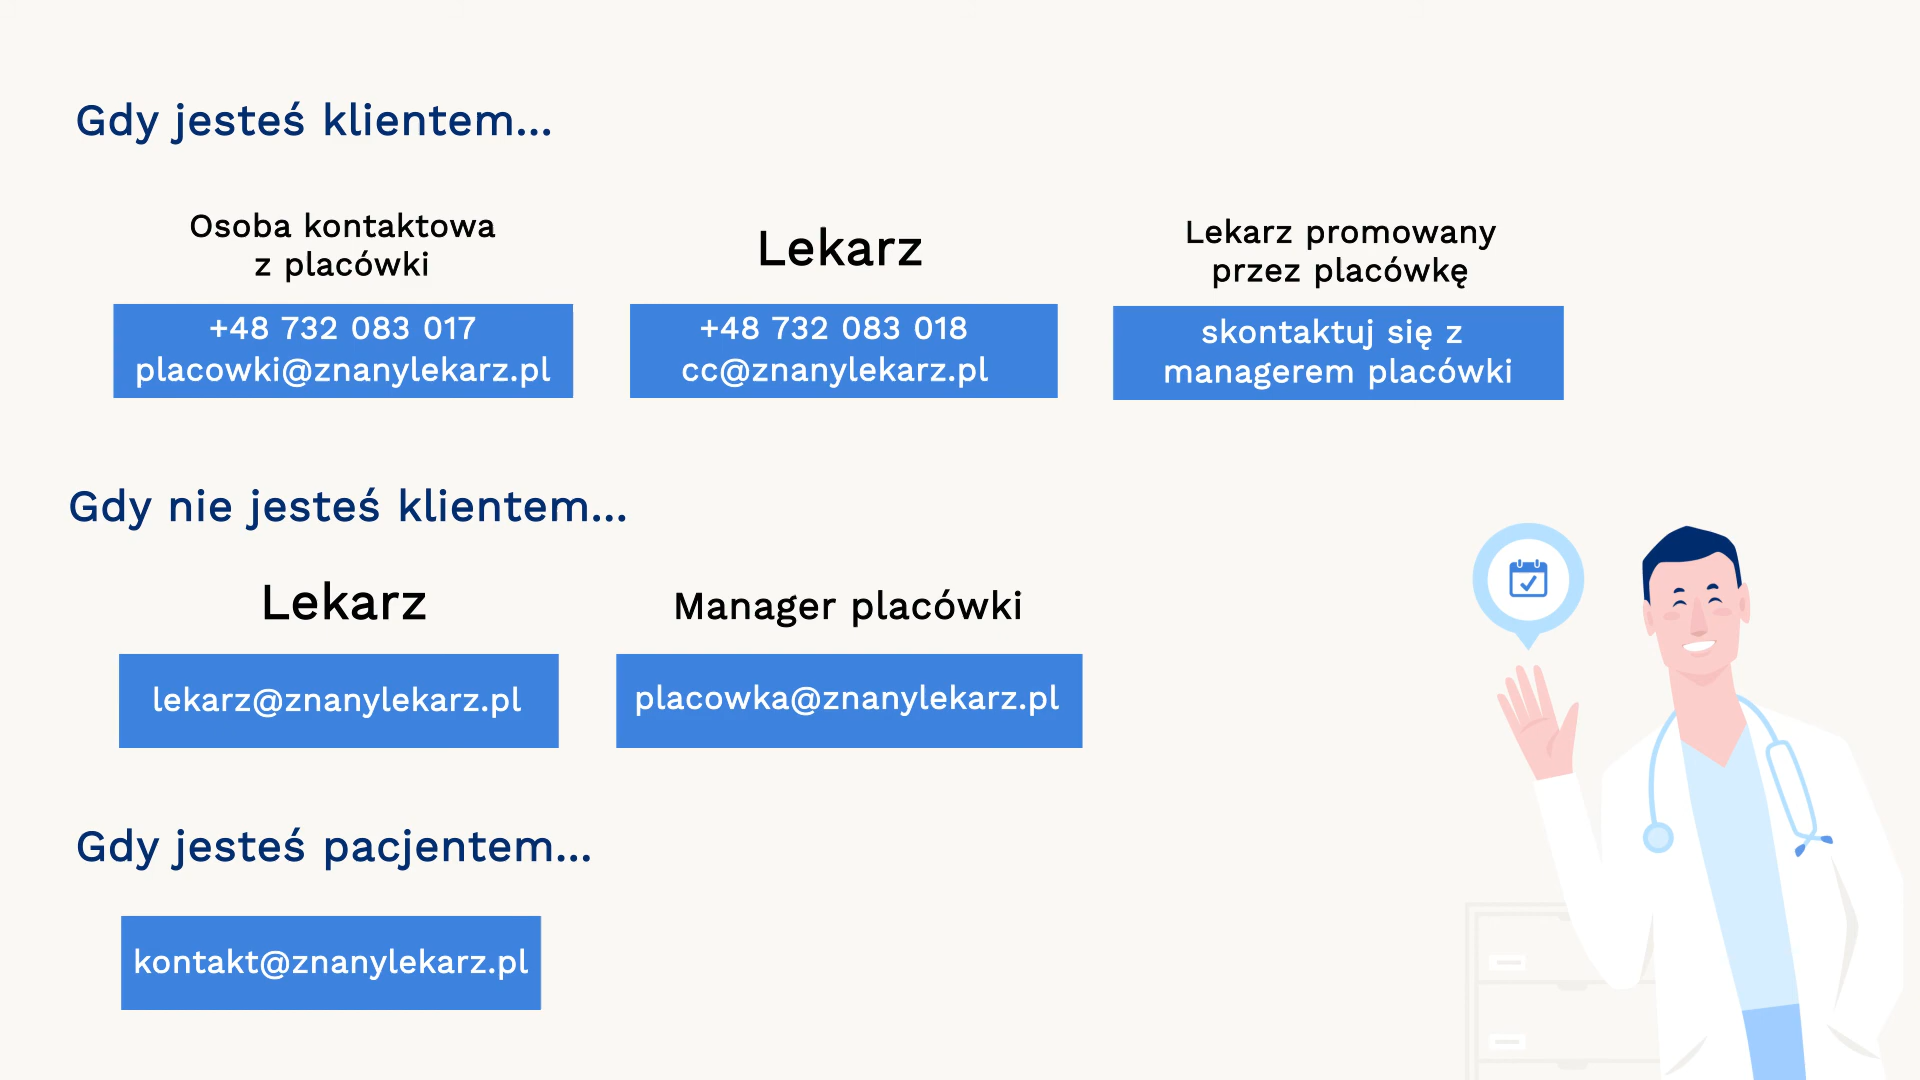 Gdy jesteś klientem...
Osoba kontaktowa
z placówki
+48 732 083 017
placowki@znanylekarz.pl
Lekarz
+48 732 083 018
cc@znanylekarz.pl
Lekarz promowany
przez placówkę
skontaktuj się z
managerem placówki
Gdy nie jesteś klientem...
Lekarz
lekarz@znanylekarz.pl
Manager placówki
placowka@znanylekarz.pl
Gdy jesteś pacjentem...
kontakt@znanylekarz.pl